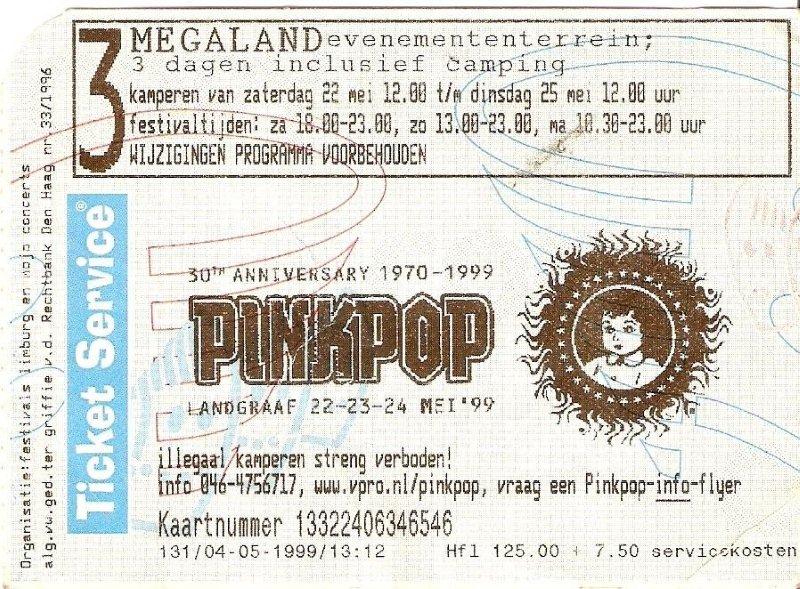 3
MEGALAND evenemententerrein;
3 dagen inclusief camping
kamperen van zaterdag 22 mei 12.00 t/m dinsdag 25 mei 12.00 uur
festivaltijden: za 18.00-23.00, zo 13.00-23.00, ma 10.30-23.00 uur
WIJZIGINGEN PROGRAMMA VOORBEHOUDEN
Organisatie:festivals limburg en mojo concerts
alg.vw.ged.ter griffie v.d. Rechtbank Den Haag nr 33/1996
Ticket Service®
30TH ANNIVERSARY 1970-1999
PINKPOP
LANDGRAAF 22-23-24 MEI '99
illegaal kamperen streng verboden!
Info 046-4756717, www.vpro.nl/pinkpop, vraag een Pinkpop-info-flyer
Kaartnummer 13322406346546
131/04-05-1999/13:12 Hfl 125.00 + 7.50 servicekosten